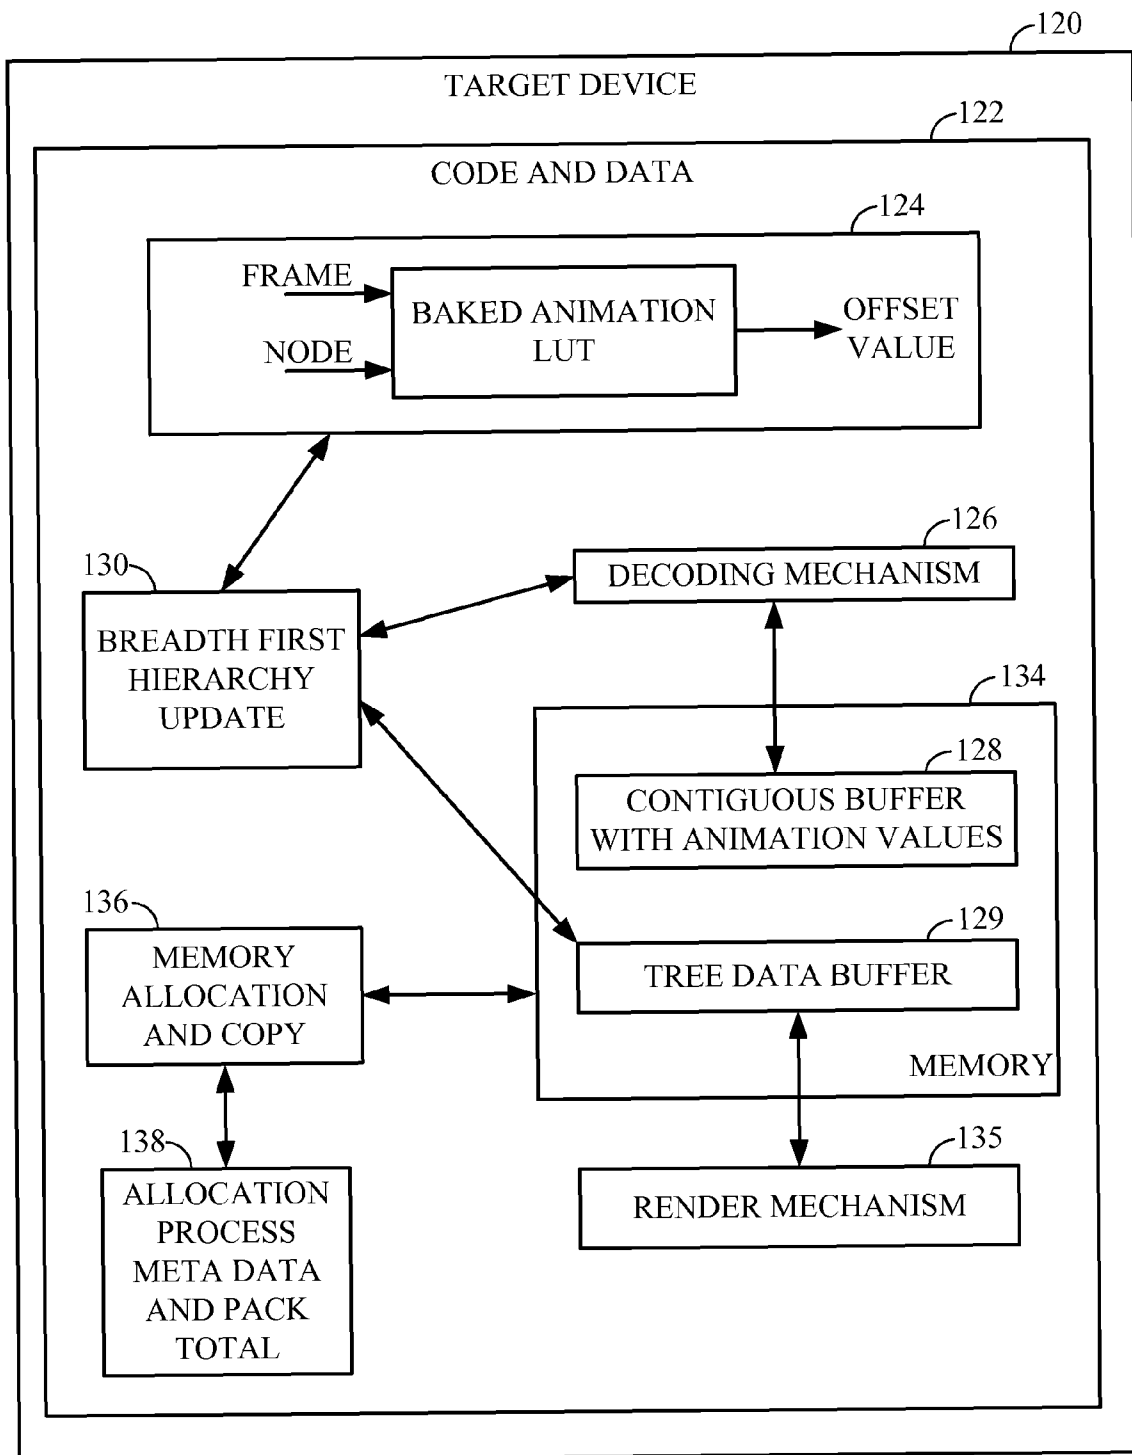 120
TARGET DEVICE
122
CODE AND DATA
124
FRAME
NODE
BAKED ANIMATION
LUT
OFFSET
VALUE
126
DECODING MECHANISM
130
BREADTH FIRST
HIERARCHY
UPDATE
134
128
CONTIGUOUS BUFFER
WITH ANIMATION VALUES
136
MEMORY
ALLOCATION
AND COPY
129
TREE DATA BUFFER
MEMORY
138
ALLOCATION
PROCESS
META DATA
AND PACK
TOTAL
135
RENDER MECHANISM